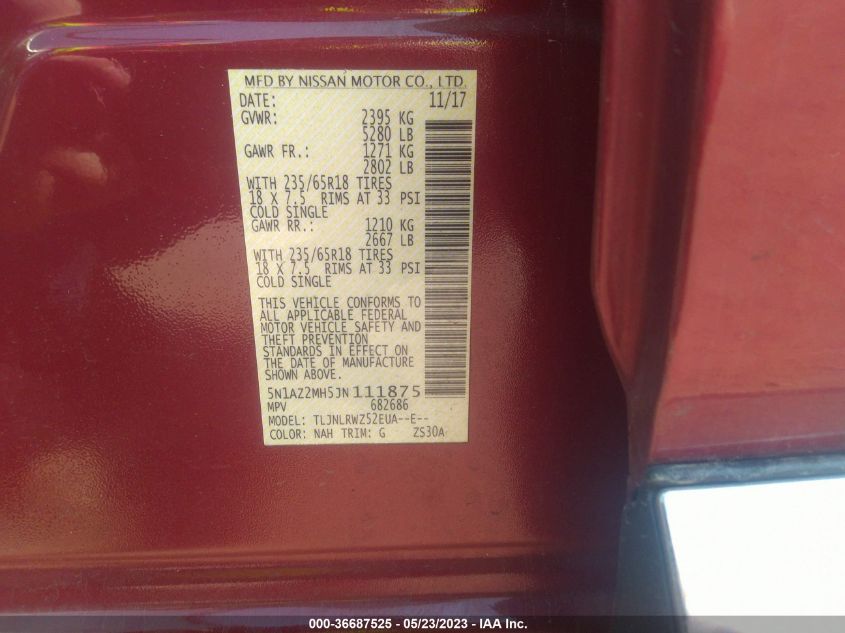 MFD BY NISSAN MOTOR CO., LTD.
DATE: 11/17
GVWR: 2395 KG
5280 LB
GAWR FR.: 1271 KG
2802 LB
WITH 235/65R18 TIRES
18 X 7.5 RIMS AT 33 PSI
COLD SINGLE
GAWR RR.: 1210 KG
2667 LB
WITH 235/65R18 TIRES
18 X 7.5 RIMS AT 33 PSI
COLD SINGLE
THIS VEHICLE CONFORMS TO
ALL APPLICABLE FEDERAL
MOTOR VEHICLE SAFETY AND
THEFT PREVENTION
STANDARDS IN EFFECT ON
THE DATE OF MANUFACTURE
SHOWN ABOVE.
5N1AZ2MH5JN111875
MPV 682686
MODEL: TLJNLRWZ52EUA--E--
COLOR: NAH TRIM: G ZS30A
000-36687525 - 05/23/2023 - IAA Inc.